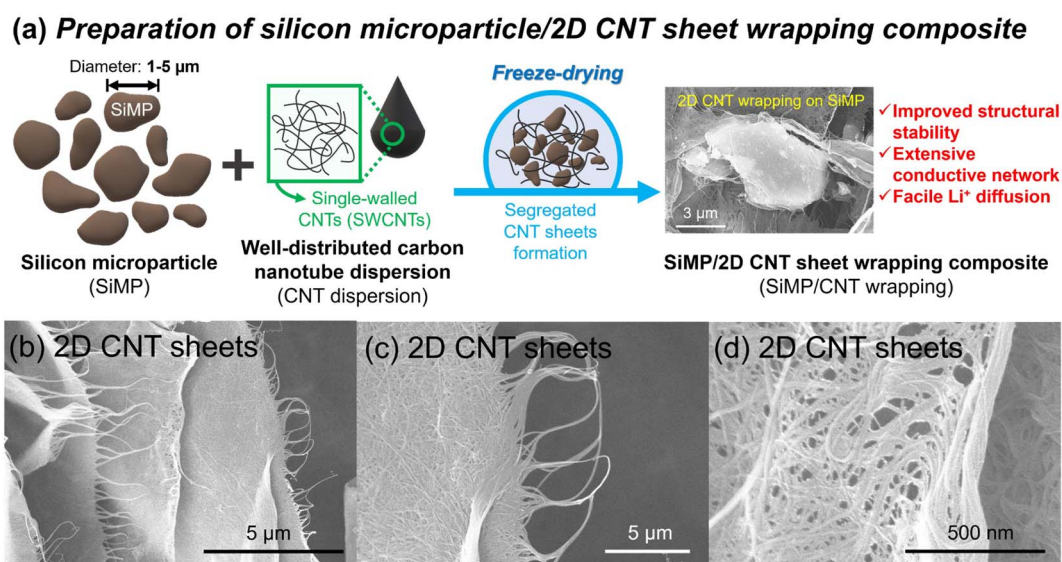 (a) Preparation of silicon microparticle/2D CNT sheet wrapping composite
Diameter: 1-5 μm
SiMP
Silicon microparticle
(SiMP)
+
Single-walled
CNTs (SWCNTs)
Well-distributed carbon
nanotube dispersion
(CNT dispersion)
Freeze-drying
Segregated
CNT sheets
formation
2D CNT wrapping on SiMP
3 μm
✓Improved structural
stability
✓Extensive
conductive network
✓Facile Li⁺ diffusion
SiMP/2D CNT sheet wrapping composite
(SiMP/CNT wrapping)
(b) 2D CNT sheets
5 μm
(c) 2D CNT sheets
5 μm
(d) 2D CNT sheets
500 nm